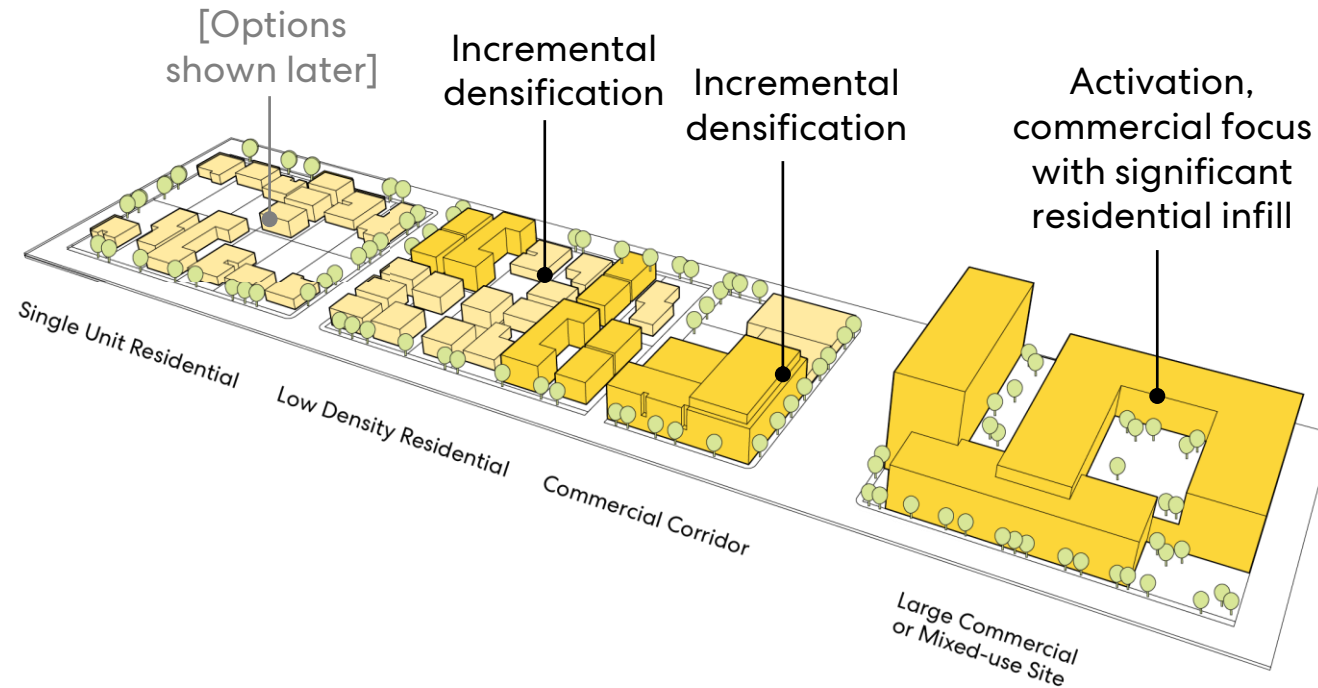 [Options
shown later]
Incremental
densification
Incremental
densification
Activation,
commercial focus
with significant
residential infill
Single Unit Residential
Low Density Residential
Commercial Corridor
Large Commercial
or Mixed-use Site